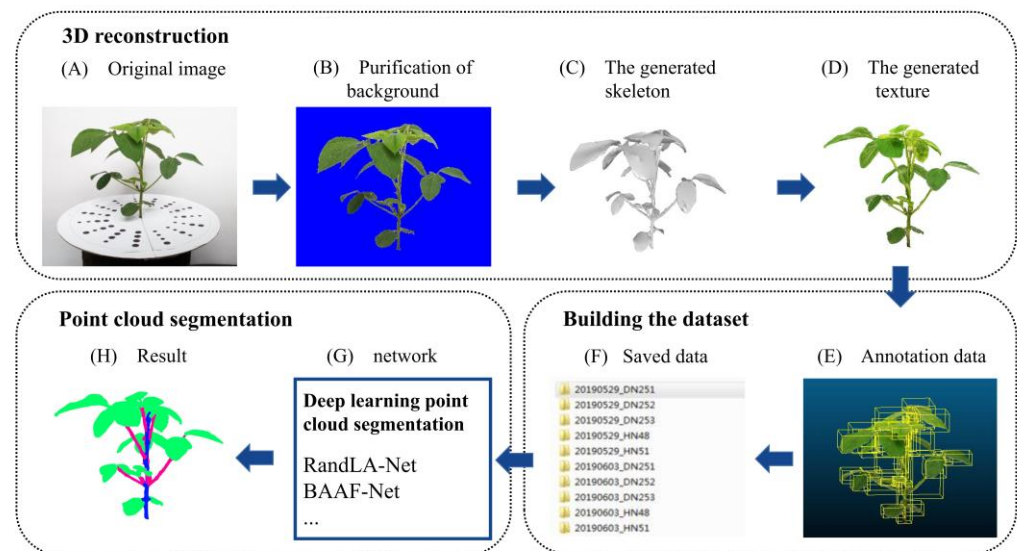 3D reconstruction
(A) Original image
(B) Purification of
background
(C) The generated
skeleton
(D) The generated
texture
Point cloud segmentation
(H) Result
(G) network
Deep learning point
cloud segmentation
RandLA-Net
BAAF-Net
...
Building the dataset
(F) Saved data
20190529_DN251
20190529_DN252
20190529_DN253
20190529_HN48
20190529_HN51
20190603_DN251
20190603_DN252
20190603_DN253
20190603_HN48
20190603_HN51
(E) Annotation data